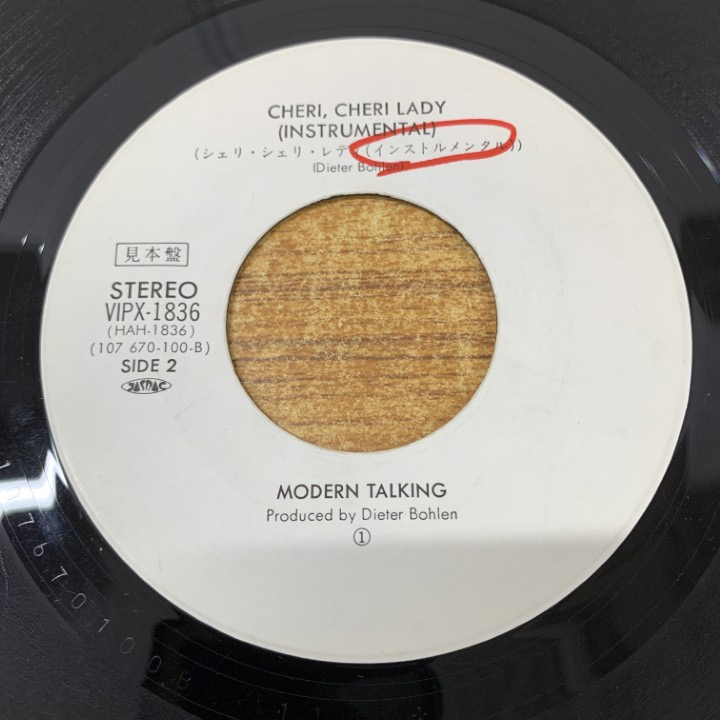 CHERI, CHERI LADY
(INSTRUMENTAL)
(シェリ・シェリ・レディ(インストルメンタル))
(Dieter Bohlen)
見本盤
STEREO
VIPX-1836
(HAH-1836)
(107 670-100-B)
SIDE 2
JASRAC
MODERN TALKING
Produced by Dieter Bohlen
①
107670100B